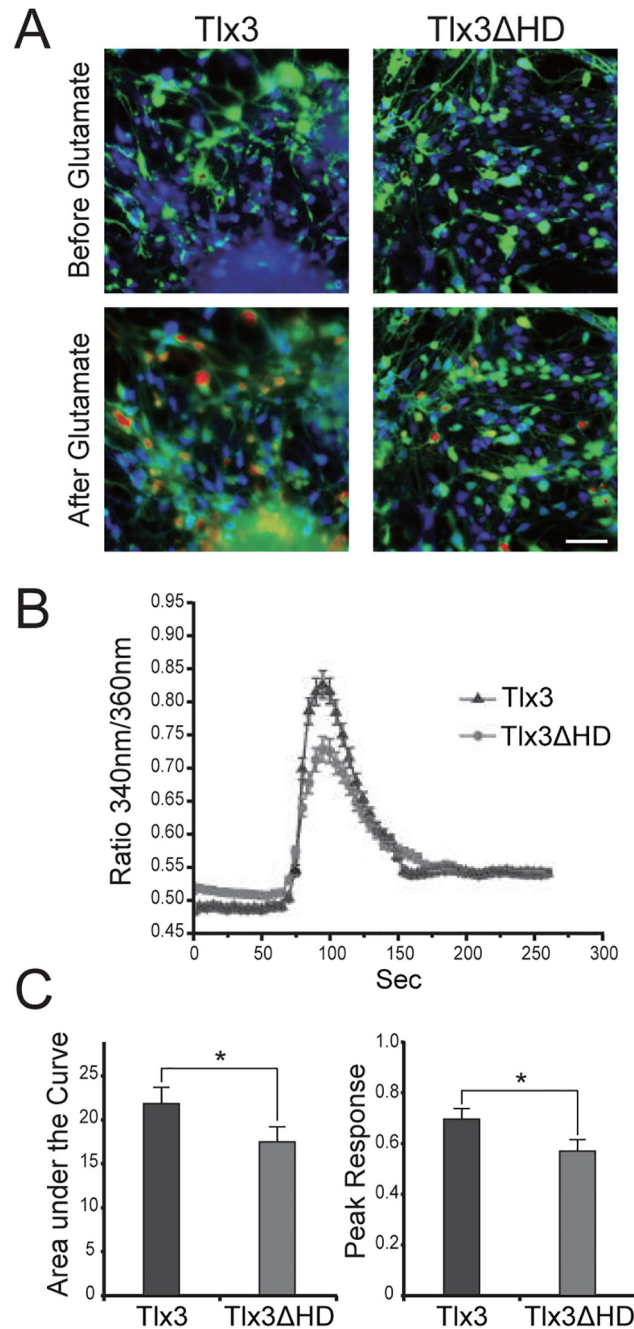 A
Tlx3 Tlx3ΔHD
Before Glutamate
After Glutamate
B
Ratio 340nm/360nm
0.95
0.90
0.85
0.80
0.75
0.70
0.65
0.60
0.55
0.50
0.45
0 50 100 150 200 250 300
Sec
Tlx3
Tlx3ΔHD
C
Area under the Curve
25
20
15
10
5
0
*
Tlx3 Tlx3ΔHD
Peak Response
1.0
0.8
0.6
0.4
0.2
0
*
Tlx3 Tlx3ΔHD